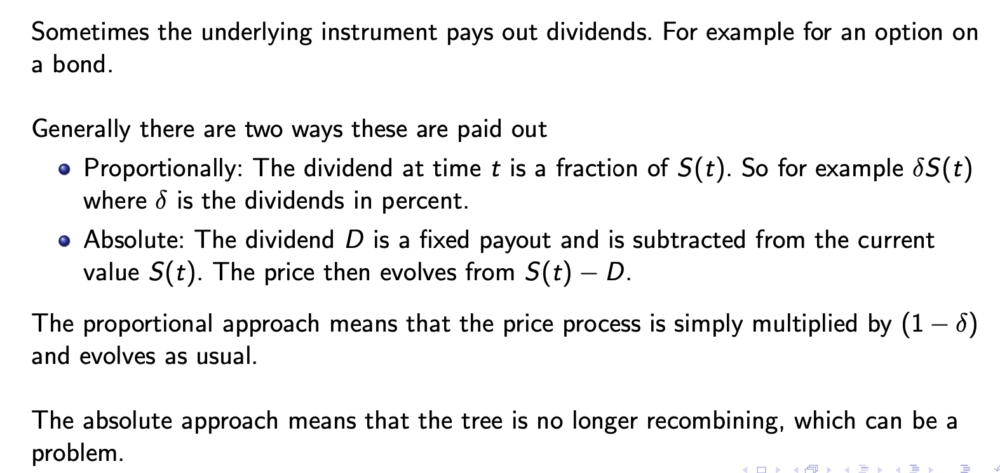 Sometimes the underlying instrument pays out dividends. For example for an option on
a bond.
Generally there are two ways these are paid out
Proportionally: The dividend at time t is a fraction of S(t). So for example δS(t)
where δ is the dividends in percent.
Absolute: The dividend D is a fixed payout and is subtracted from the current
value S(t). The price then evolves from S(t) − D.
The proportional approach means that the price process is simply multiplied by (1 − δ)
and evolves as usual.
The absolute approach means that the tree is no longer recombining, which can be a
problem.